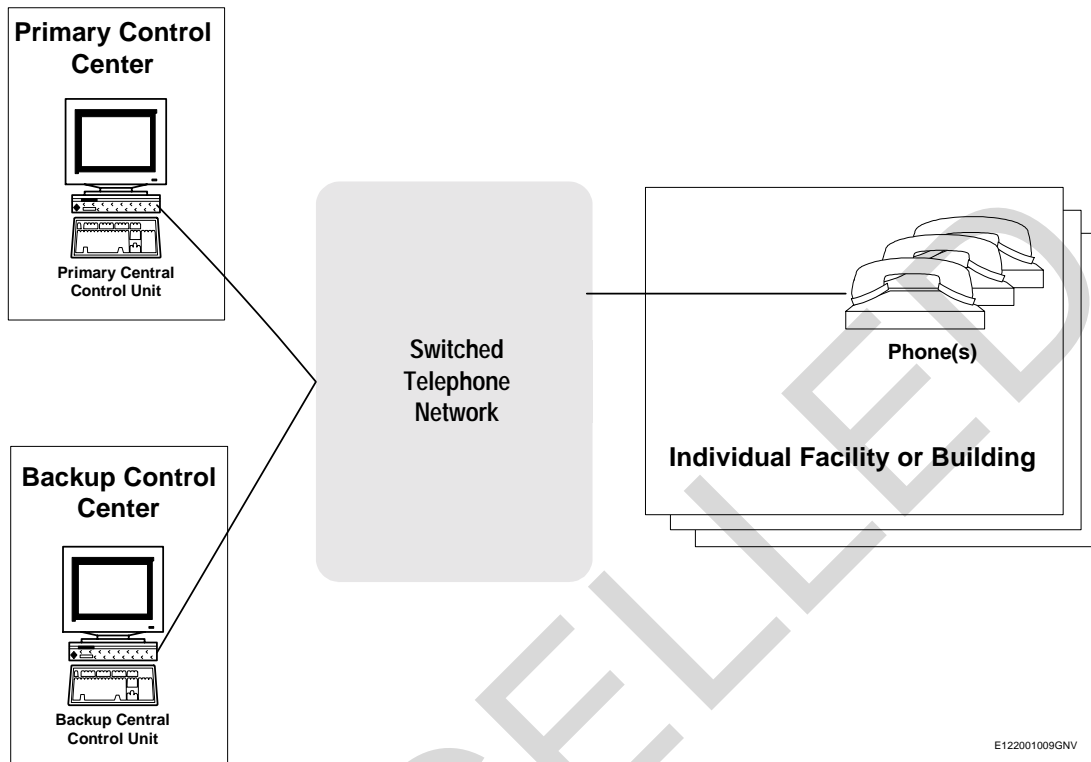 Primary Control
Center
Primary Central
Control Unit
Switched
Telephone
Network
Phone(s)
Individual Facility or Building
Backup Control
Center
Backup Central
Control Unit
E122001009GNV
ELLED